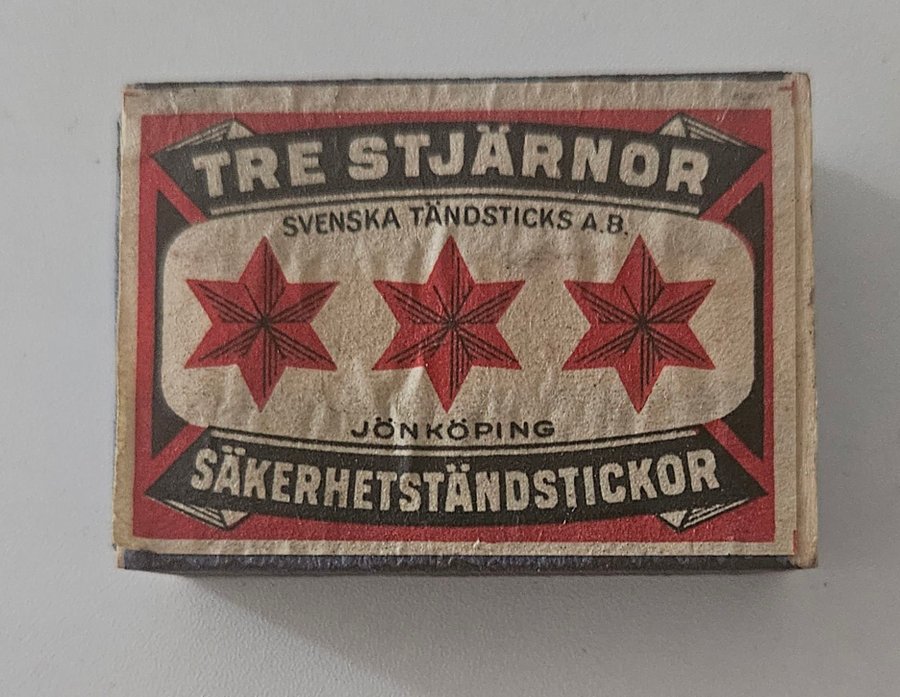 TRE STJÄRNOR
SVENSKA TÄNDSTICKS A.B.
JÖNKÖPING
SÄKERHETSTÄNDSTICKOR